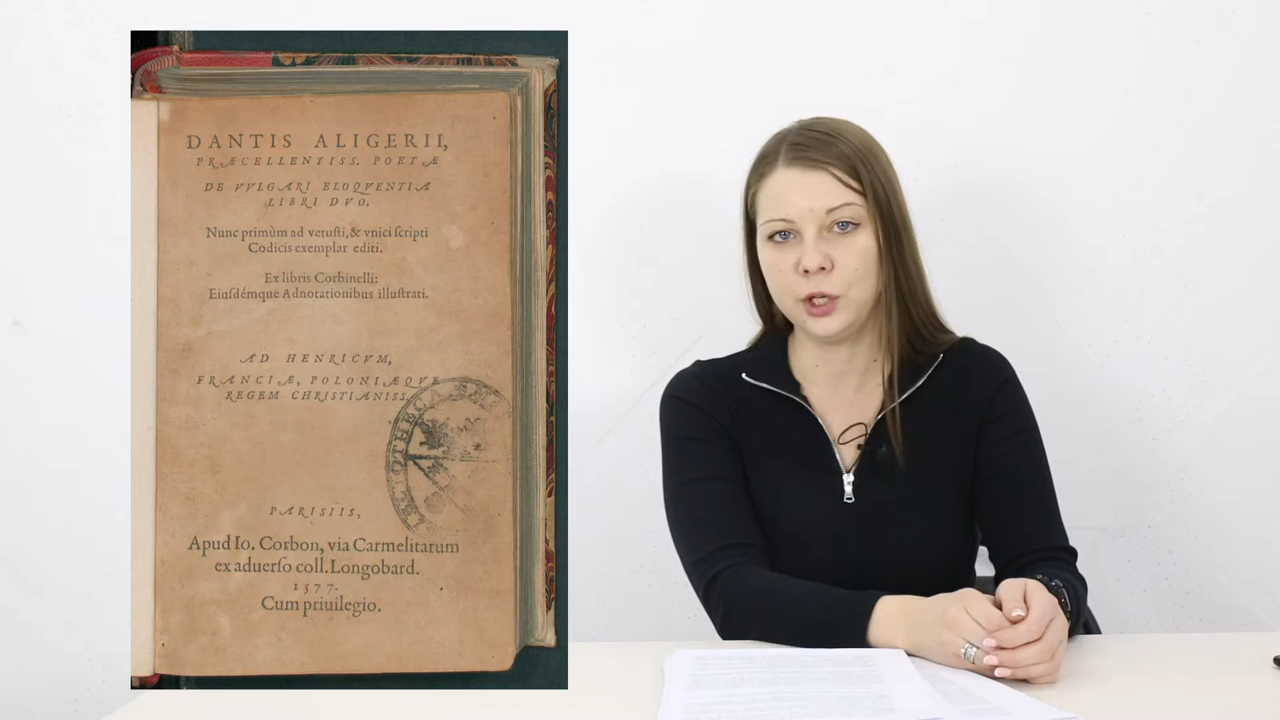 DANTIS ALIGERII,
PRÆCELLENTISS. POETÆ
DE VVLGARI ELOQVENTIA
LIBRI DVO.
Nunc primùm ad vetuſti, & vnici ſcripti
Codicis exemplar editi.
Ex libris Corbinelli:
Eiuſdémque Adnotationibus illuſtrati.
AD HENRICVM,
FRANCIÆ, POLONIÆQVE
REGEM CHRISTIANISS.
PARISIIS,
Apud Io. Corbon, via Carmelitarum
ex aduerſo coll. Longobard.
1577.
Cum priuilegio.